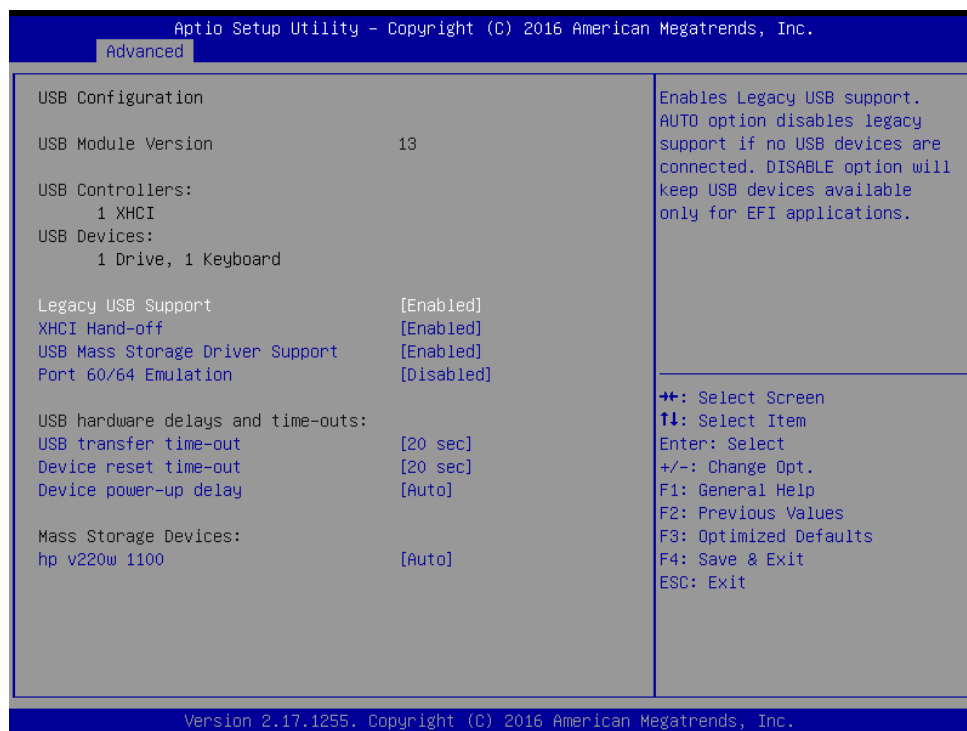 Aptio Setup Utility – Copyright (C) 2016 American Megatrends, Inc.
Advanced
USB Configuration
USB Module Version 13
USB Controllers:
1 XHCI
USB Devices:
1 Drive, 1 Keyboard
Legacy USB Support [Enabled]
XHCI Hand-off [Enabled]
USB Mass Storage Driver Support [Enabled]
Port 60/64 Emulation [Disabled]
USB hardware delays and time-outs:
USB transfer time-out [20 sec]
Device reset time-out [20 sec]
Device power-up delay [Auto]
Mass Storage Devices:
hp v220w 1100 [Auto]
Enables Legacy USB support.
AUTO option disables legacy
support if no USB devices are
connected. DISABLE option will
keep USB devices available
only for EFI applications.
→←: Select Screen
↑↓: Select Item
Enter: Select
+/-: Change Opt.
F1: General Help
F2: Previous Values
F3: Optimized Defaults
F4: Save & Exit
ESC: Exit
Version 2.17.1255. Copyright (C) 2016 American Megatrends, Inc.